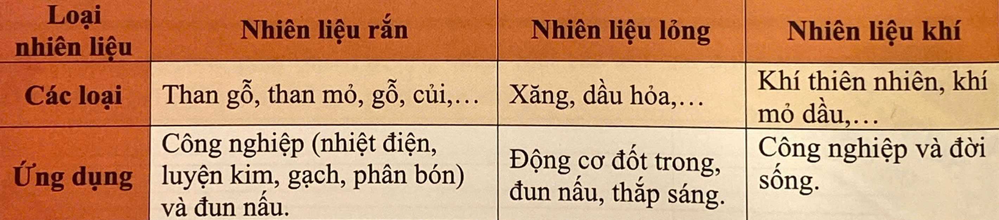 Loại
nhiên liệu
Nhiên liệu rắn
Nhiên liệu lỏng
Nhiên liệu khí
Các loại
Than gỗ, than mỏ, gỗ, củi,...
Xăng, dầu hỏa,...
Khí thiên nhiên, khí
mỏ dầu,...
Ứng dụng
Công nghiệp (nhiệt điện,
luyện kim, gạch, phân bón)
và đun nấu.
Động cơ đốt trong,
đun nấu, thắp sáng.
Công nghiệp và đời
sống.